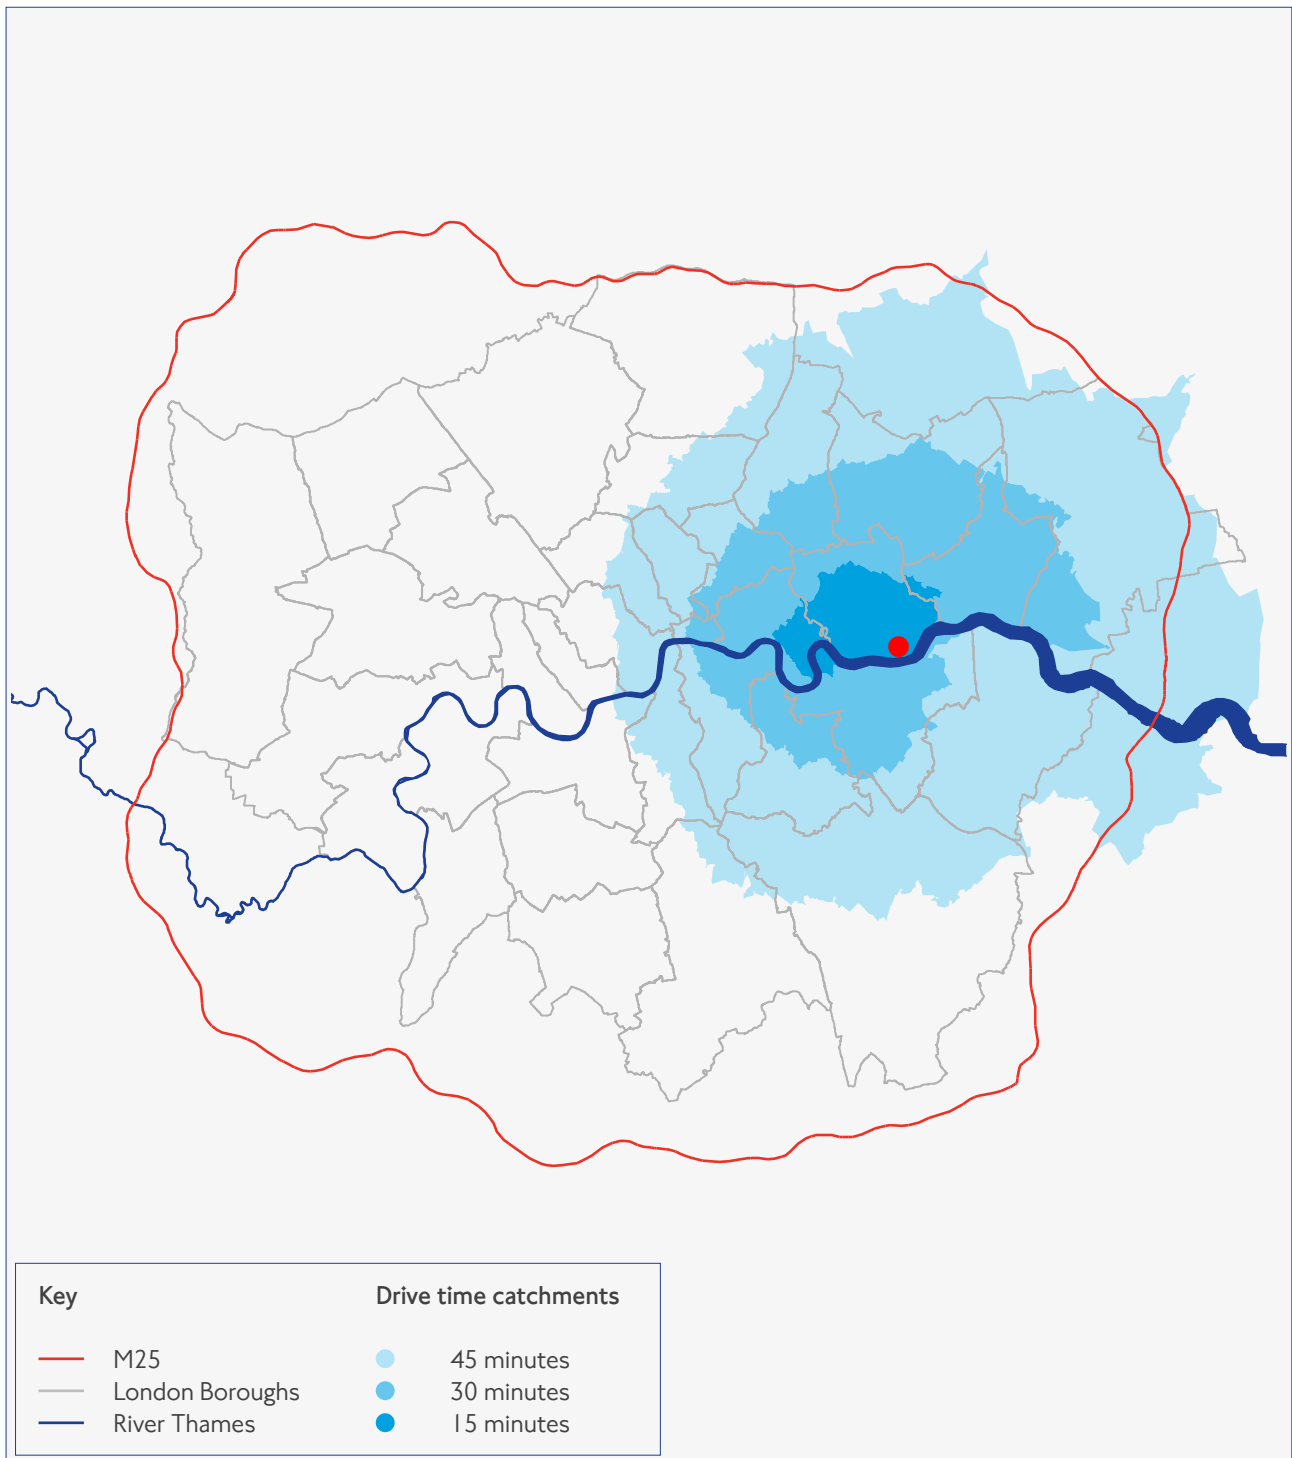 Key
Drive time catchments
M25
45 minutes
London Boroughs
30 minutes
River Thames
15 minutes